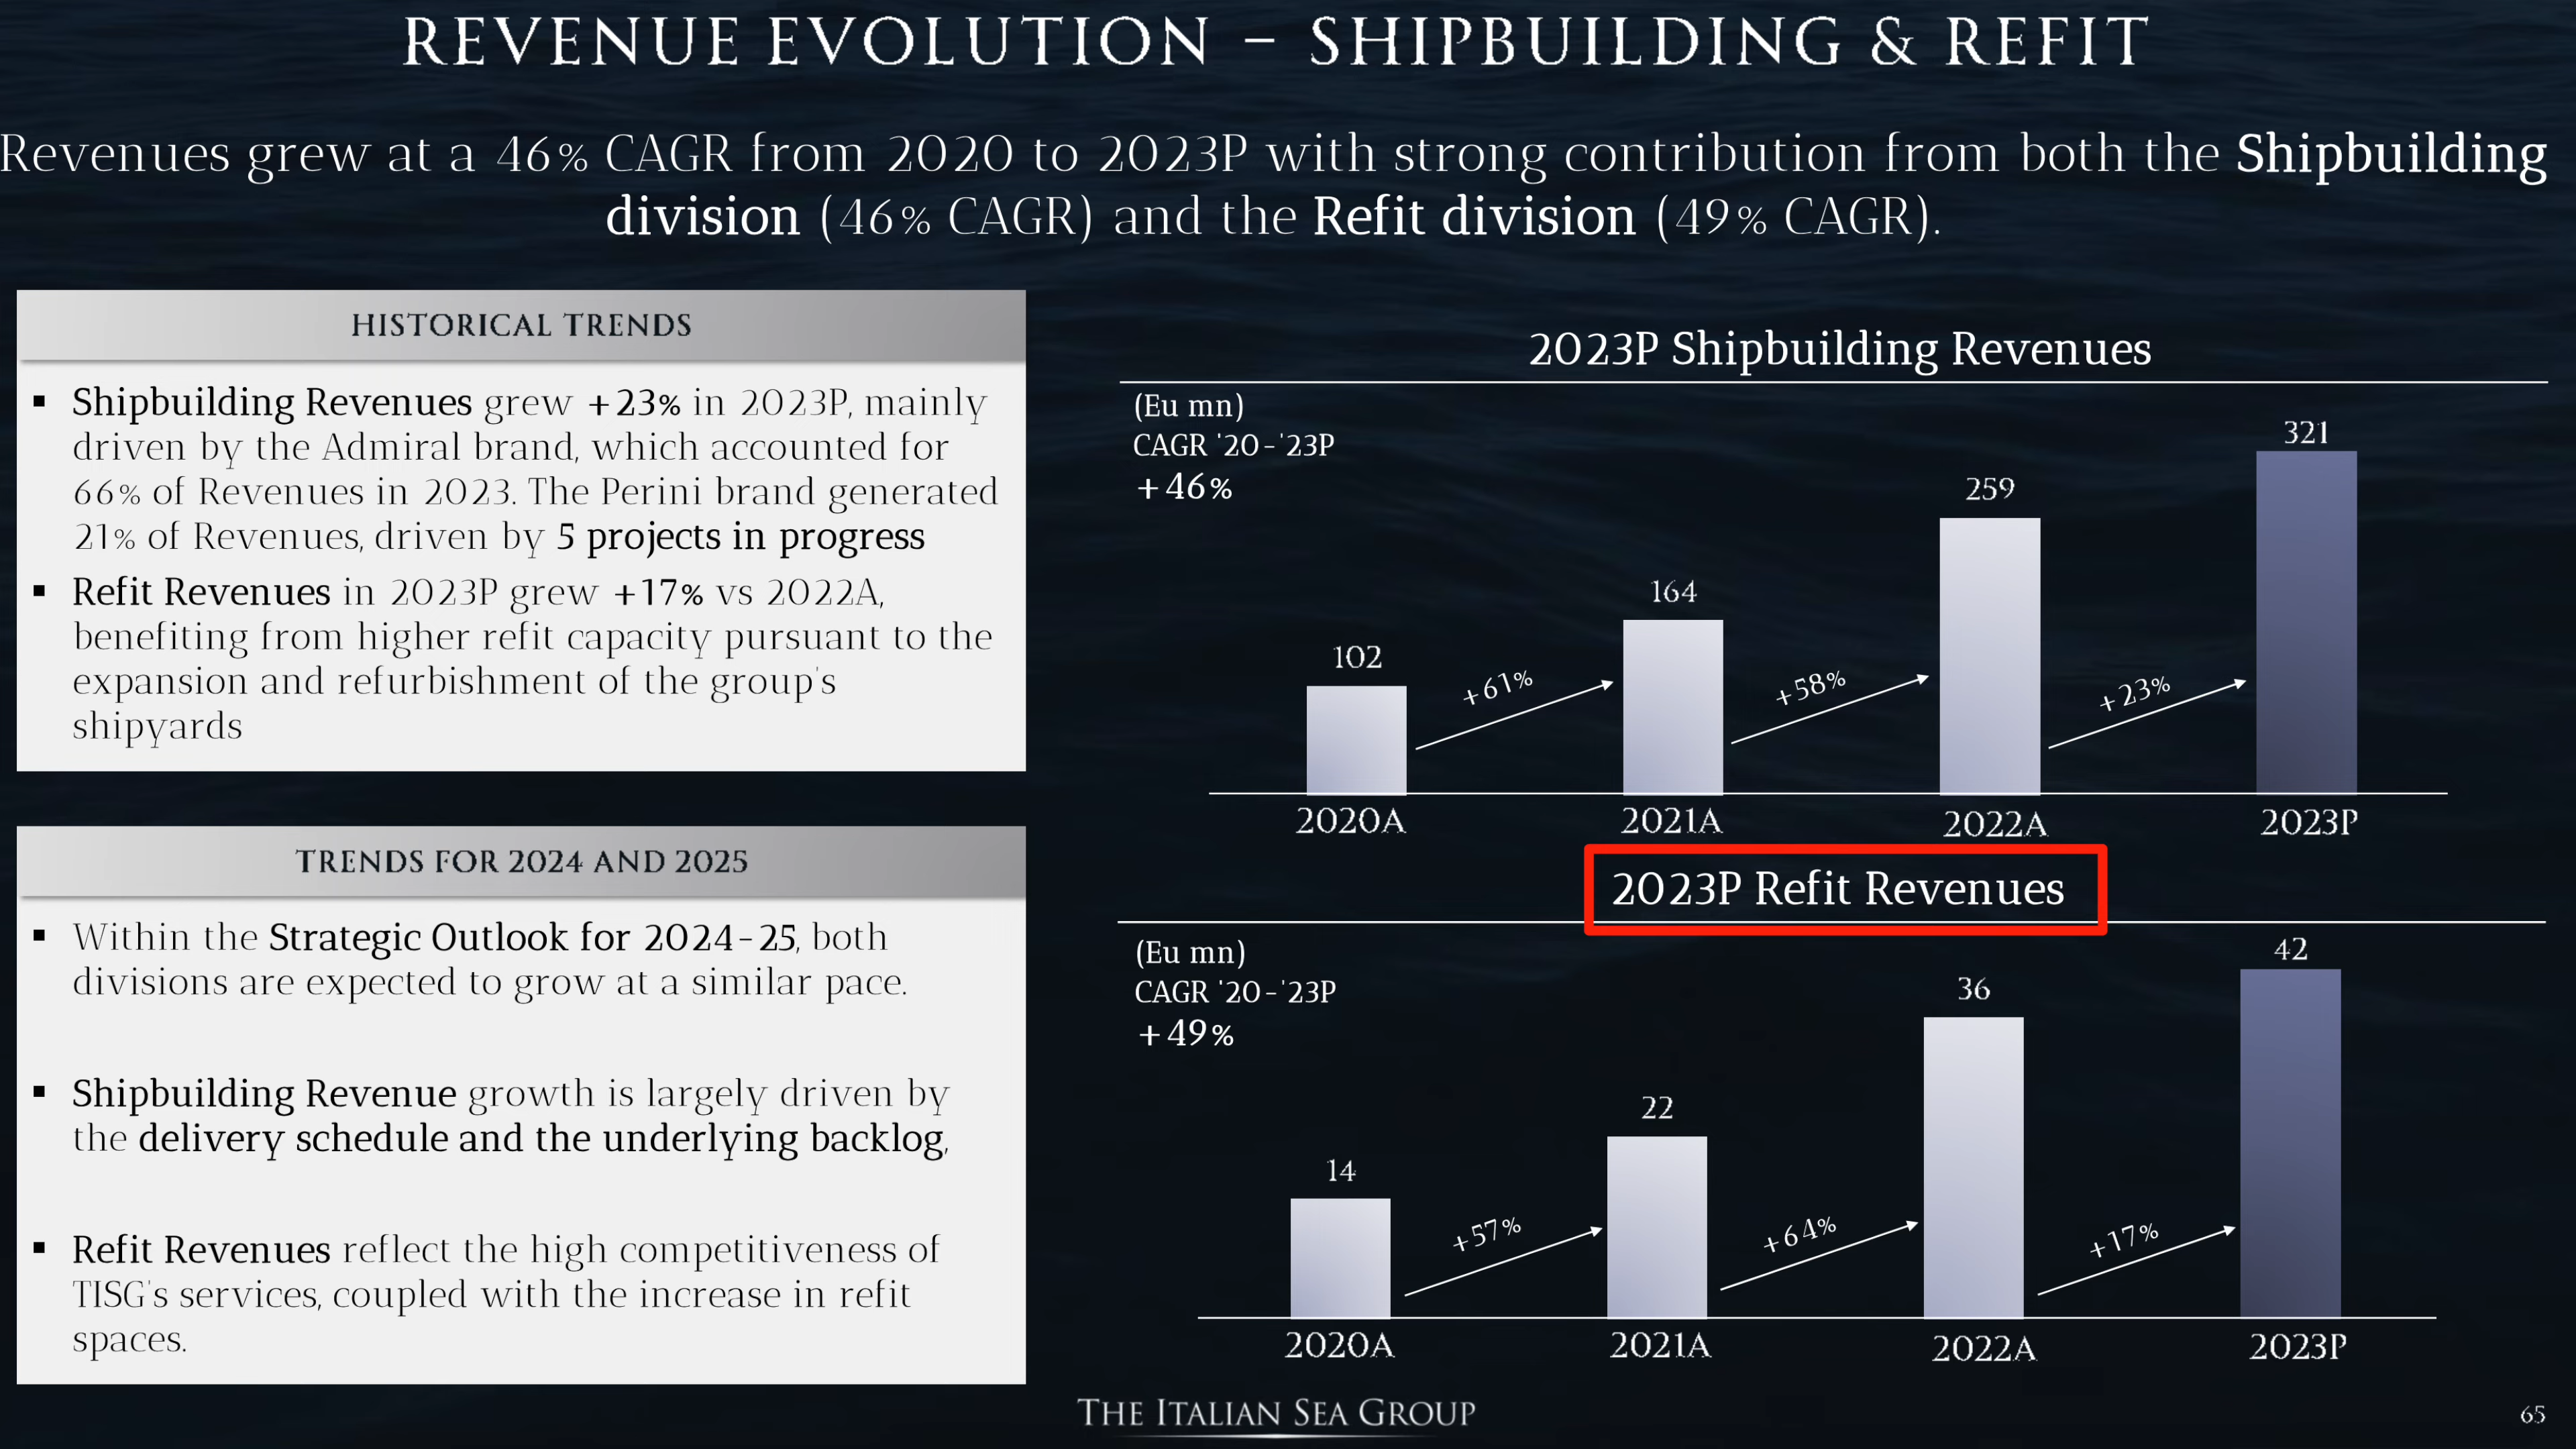 REVENUE EVOLUTION – SHIPBUILDING & REFIT
Revenues grew at a 46% CAGR from 2020 to 2023P with strong contribution from both the Shipbuilding
division (46% CAGR) and the Refit division (49% CAGR).
HISTORICAL TRENDS
▪ Shipbuilding Revenues grew +23% in 2023P, mainly
driven by the Admiral brand, which accounted for
66% of Revenues in 2023. The Perini brand generated
21% of Revenues, driven by 5 projects in progress
▪ Refit Revenues in 2023P grew +17% vs 2022A,
benefiting from higher refit capacity pursuant to the
expansion and refurbishment of the group's
shipyards
TRENDS FOR 2024 AND 2025
▪ Within the Strategic Outlook for 2024-25, both
divisions are expected to grow at a similar pace.
▪ Shipbuilding Revenue growth is largely driven by
the delivery schedule and the underlying backlog,
▪ Refit Revenues reflect the high competitiveness of
TISG's services, coupled with the increase in refit
spaces.
2023P Shipbuilding Revenues
(Eu mn)
CAGR '20-'23P
+46%
102
164
259
321
+61%
+58%
+23%
2020A
2021A
2022A
2023P
2023P Refit Revenues
(Eu mn)
CAGR '20-'23P
+49%
14
22
36
42
+57%
+64%
+17%
2020A
2021A
2022A
2023P
THE ITALIAN SEA GROUP
65